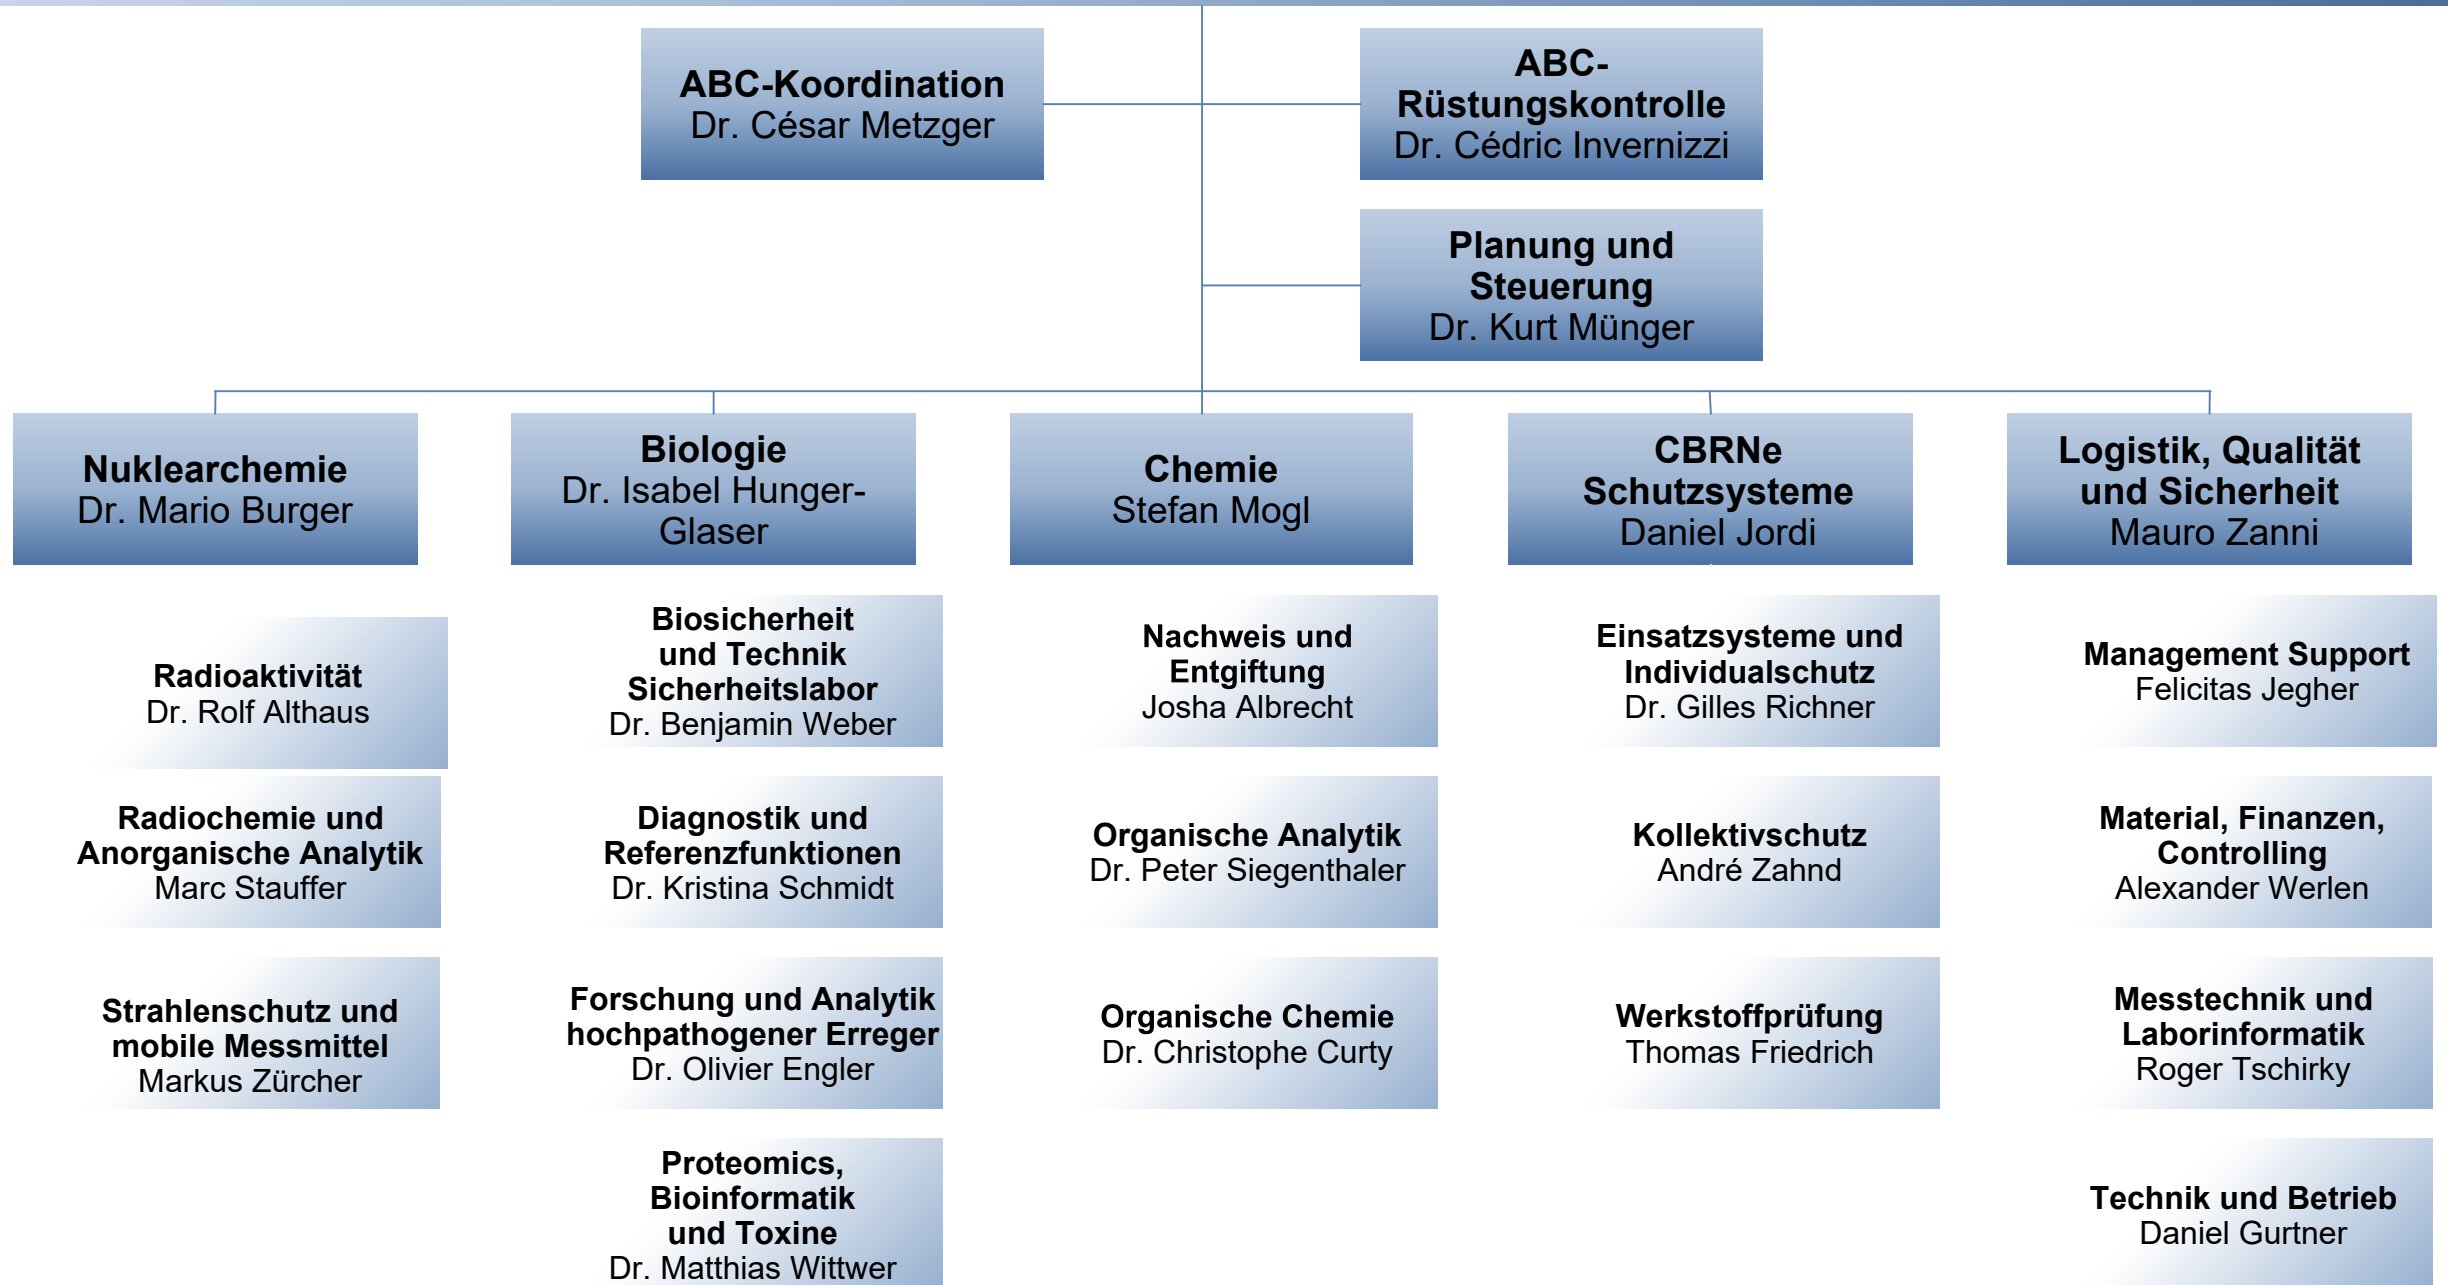 ABC-Koordination
Dr. César Metzger
ABC-
Rüstungskontrolle
Dr. Cédric Invernizzi
Planung und
Steuerung
Dr. Kurt Münger
Nuklearchemie
Dr. Mario Burger
Biologie
Dr. Isabel Hunger-
Glaser
Chemie
Stefan Mogl
CBRNe
Schutzsysteme
Daniel Jordi
Logistik, Qualität
und Sicherheit
Mauro Zanni
Radioaktivität
Dr. Rolf Althaus
Biosicherheit
und Technik
Sicherheitslabor
Dr. Benjamin Weber
Nachweis und
Entgiftung
Josha Albrecht
Einsatzsysteme und
Individualschutz
Dr. Gilles Richner
Management Support
Felicitas Jegher
Radiochemie und
Anorganische Analytik
Marc Stauffer
Diagnostik und
Referenzfunktionen
Dr. Kristina Schmidt
Organische Analytik
Dr. Peter Siegenthaler
Kollektivschutz
André Zahnd
Material, Finanzen,
Controlling
Alexander Werlen
Strahlenschutz und
mobile Messmittel
Markus Zürcher
Forschung und Analytik
hochpathogener Erreger
Dr. Olivier Engler
Organische Chemie
Dr. Christophe Curty
Werkstoffprüfung
Thomas Friedrich
Messtechnik und
Laborinformatik
Roger Tschirky
Proteomics,
Bioinformatik
und Toxine
Dr. Matthias Wittwer
Technik und Betrieb
Daniel Gurtner